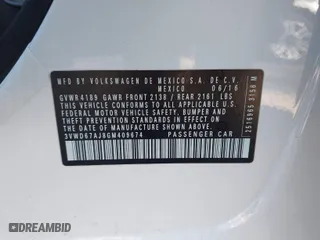 MFD BY VOLKSWAGEN DE MEXICO S.A. DE C.V.
MEXICO 06/16
GVWR 4189 GAWR FRONT 2138 / REAR 2161 LBS
THIS VEHICLE CONFORMS TO ALL APPLICABLE U.S.
FEDERAL MOTOR VEHICLE SAFETY, BUMPER AND
THEFT PREVENTION STANDARDS IN EFFECT ON THE
DATE OF MANUFACTURE SHOWN ABOVE.
3VWD67AJ8GM409674 PASSENGER CAR